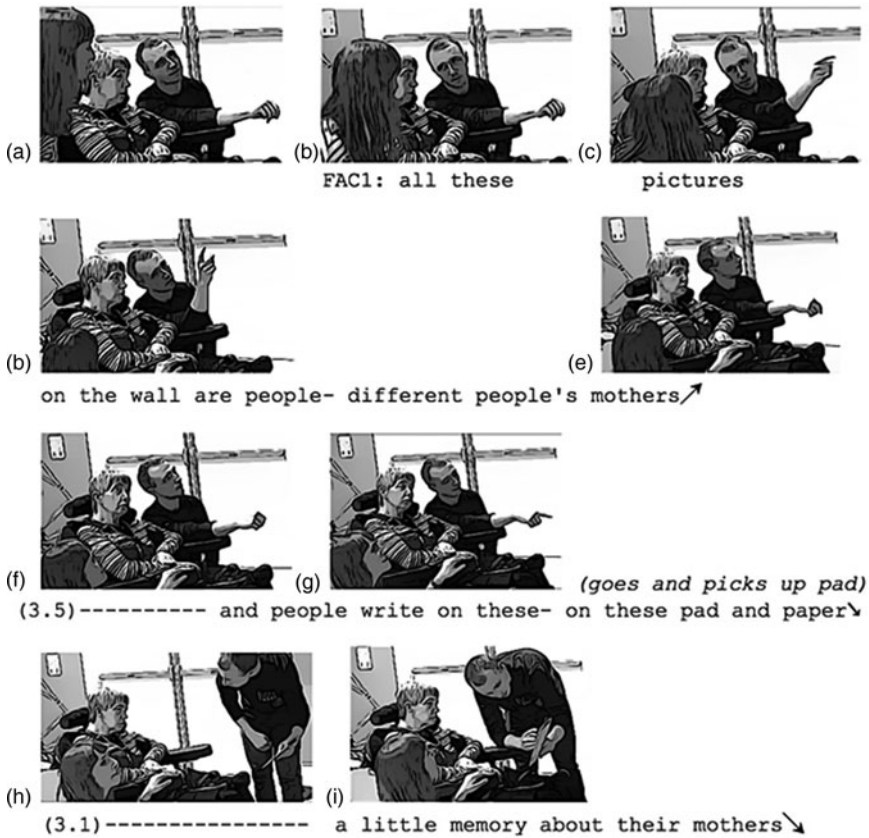 (a) (b) (c)
FAC1: all these pictures
(b) (e)
on the wall are people- different people's mothers↗
(f) (g) (goes and picks up pad)
(3.5)----------- and people write on these- on these pad and paper↘
(h) (i)
(3.1)----------------- a little memory about their mothers↘